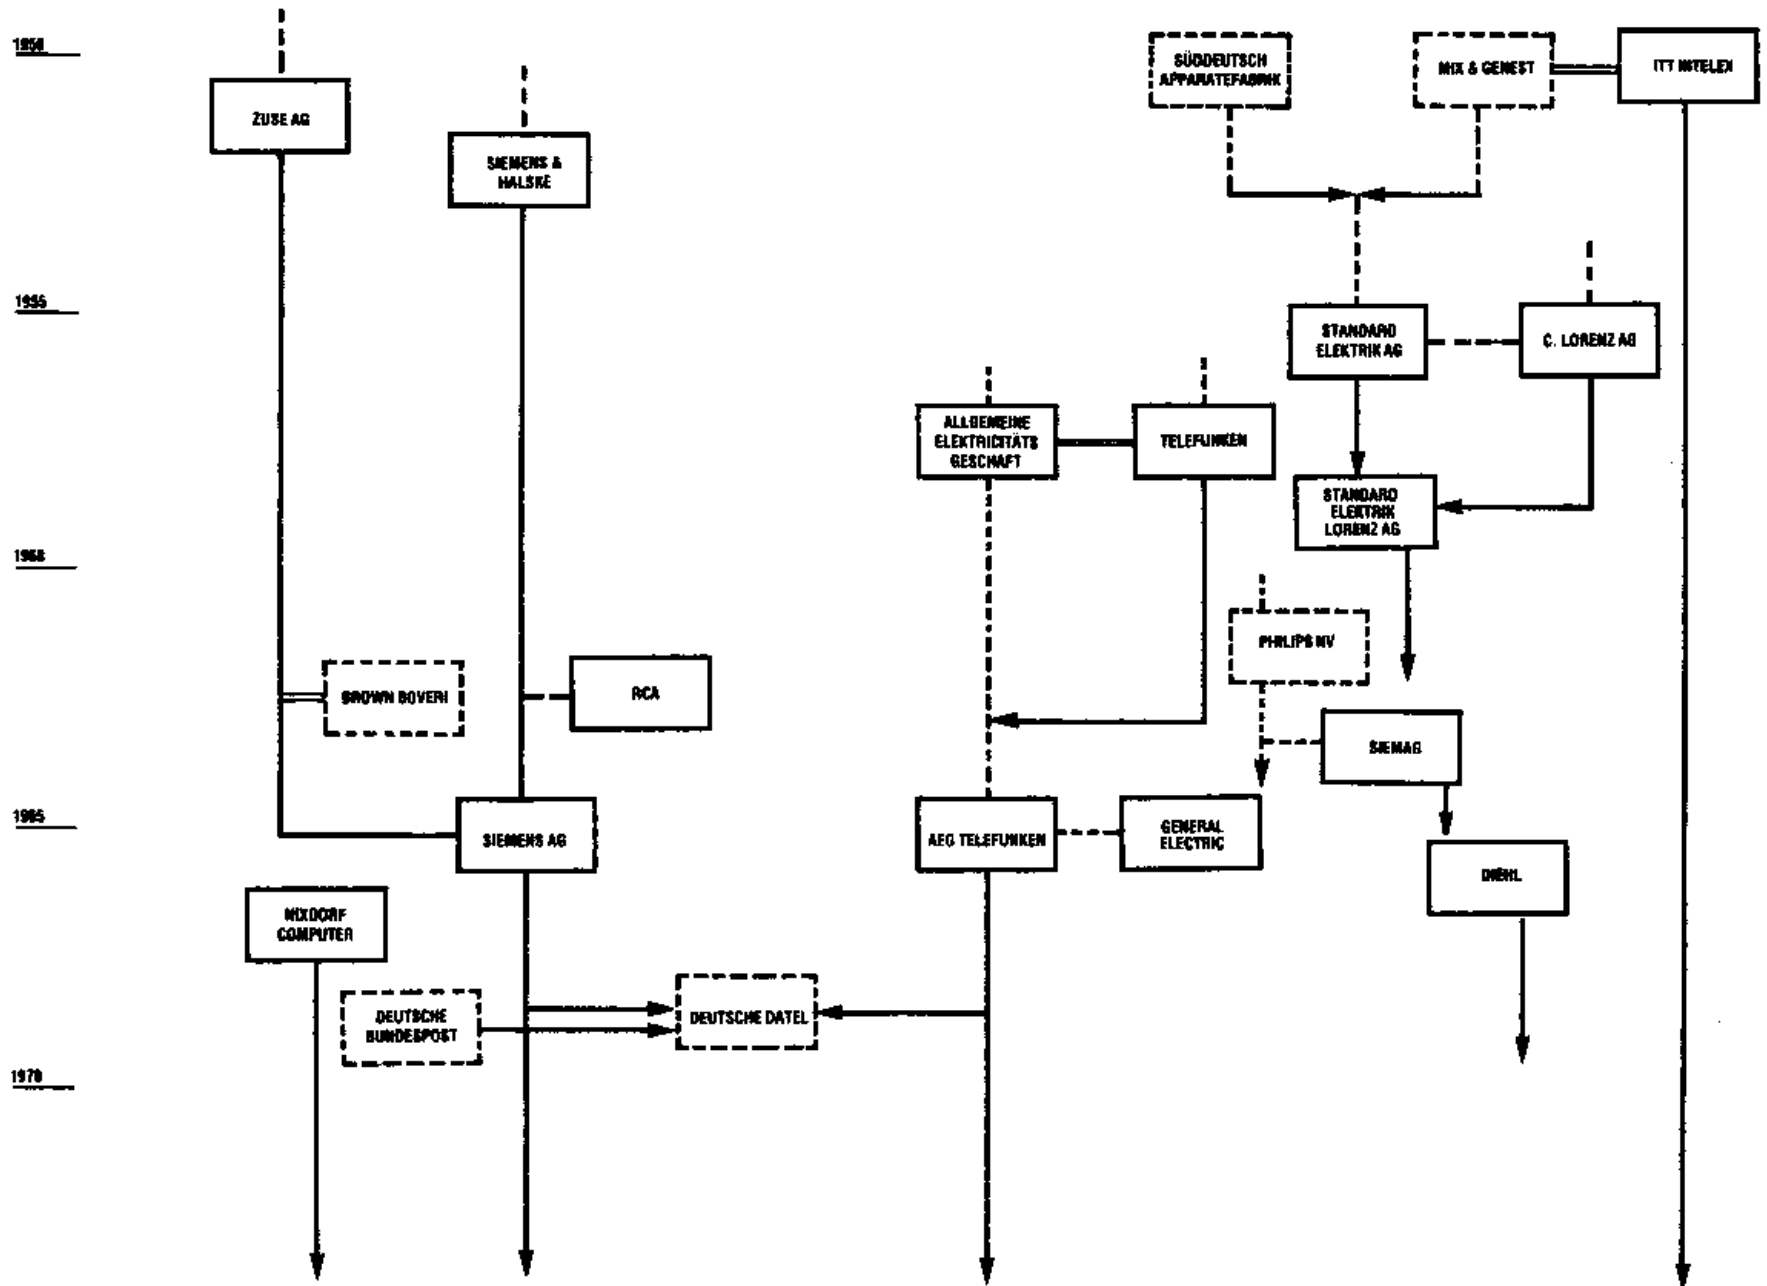 1950
SÜDDEUTSCH
APPARATEFABRIK
MIX & GENEST
ITT INTELEX
ZUSE AG
SIEMENS &
HALSKE
1955
STANDARD
ELEKTRIK AG
C. LORENZ AG
ALLGEMEINE
ELEKTRICITÄTS
GESCHAFT
TELEFUNKEN
STANDARD
ELEKTRIK
LORENZ AG
1960
PHILIPS NV
BROWN BOVERI
RCA
SIEMAG
1965
SIEMENS AG
AEG TELEFUNKEN
GENERAL
ELECTRIC
DIEHL
NIXDORF
COMPUTER
DEUTSCHE
BUNDESPOST
DEUTSCHE DATEL
1970